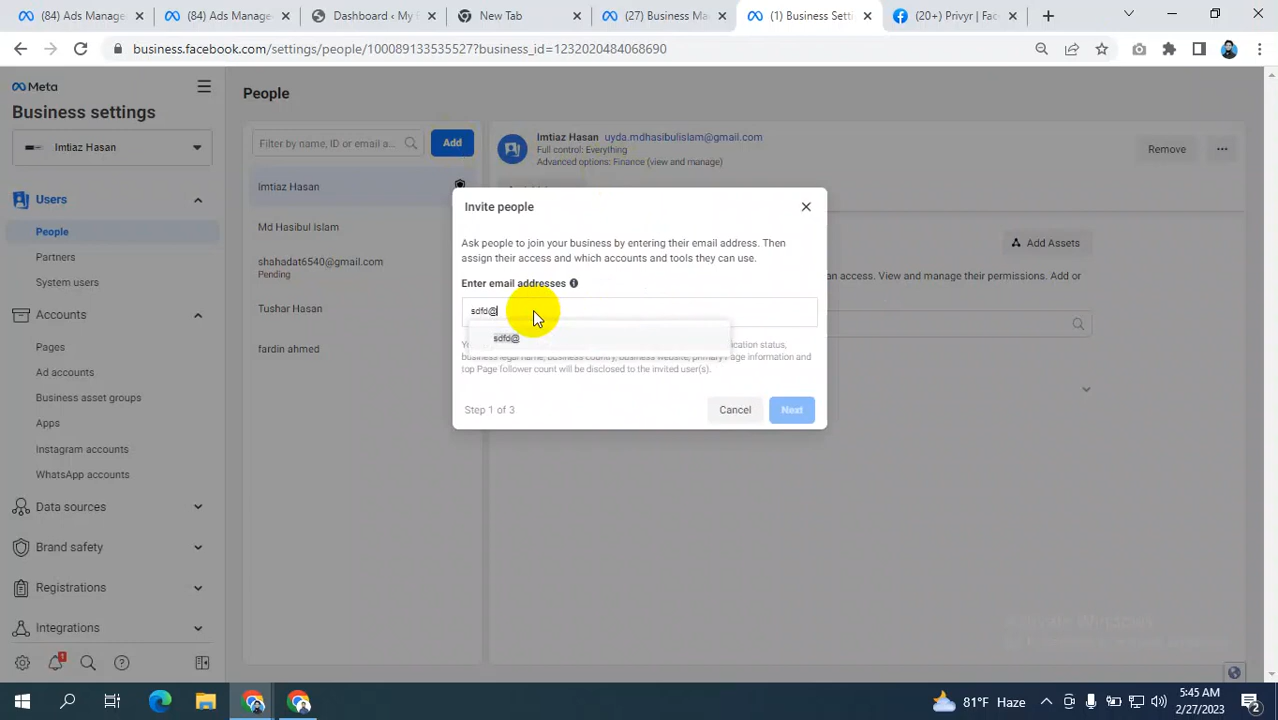 (84) Ads Manage
(84) Ads Manage
Dashboard ‹ My B
New Tab
(27) Business Ma
(1) Business Setti
(20+) Privyr | Fac
business.facebook.com/settings/people/100089133535527?business_id=1232020484068690
Meta
Business settings
Imtiaz Hasan
Users
People
Partners
System users
Accounts
Pages
Ad accounts
Business asset groups
Apps
Instagram accounts
WhatsApp accounts
Data sources
Brand safety
Registrations
Integrations
1
People
Filter by name, ID or email a...
Add
Imtiaz Hasan
Md Hasibul Islam
shahadat6540@gmail.com
Pending
Tushar Hasan
fardin ahmed
Imtiaz Hasan uyda.mdhasibulislam@gmail.com
Full control: Everything
Advanced options: Finance (view and manage)
Remove
Add Assets
an access. View and manage their permissions. Add or
Invite people
Ask people to join your business by entering their email address. Then
assign their access and which accounts and tools they can use.
Enter email addresses
sdfd@
sdfd@
ication status,
business legal name, business country, business website, primary Page information and
top Page follower count will be disclosed to the invited user(s).
Step 1 of 3
Cancel
Next
Activate Windows
81°F Haze
5:45 AM
2/27/2023
2